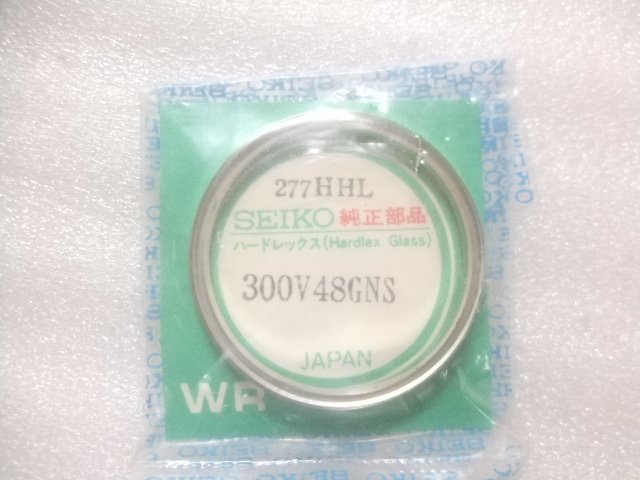 277HHL
SEIKO 純正部品
ハードレックス(Hardlex Glass)
300V48GNS
JAPAN
WR